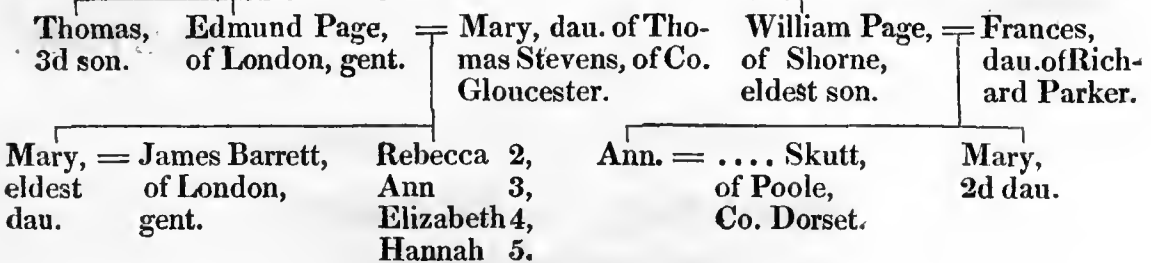 Thomas, Edmund Page, = Mary, dau. of Tho- William Page, = Frances,
3d son. of London, gent. mas Stevens, of Co. of Shorne, dau. of Rich-
Gloucester. eldest son. ard Parker.
Mary, = James Barrett, Rebecca 2, Ann. = .... Skutt, Mary,
eldest of London, Ann 3, of Poole, 2d dau.
dau. gent. Elizabeth 4, Co. Dorset.
Hannah 5.